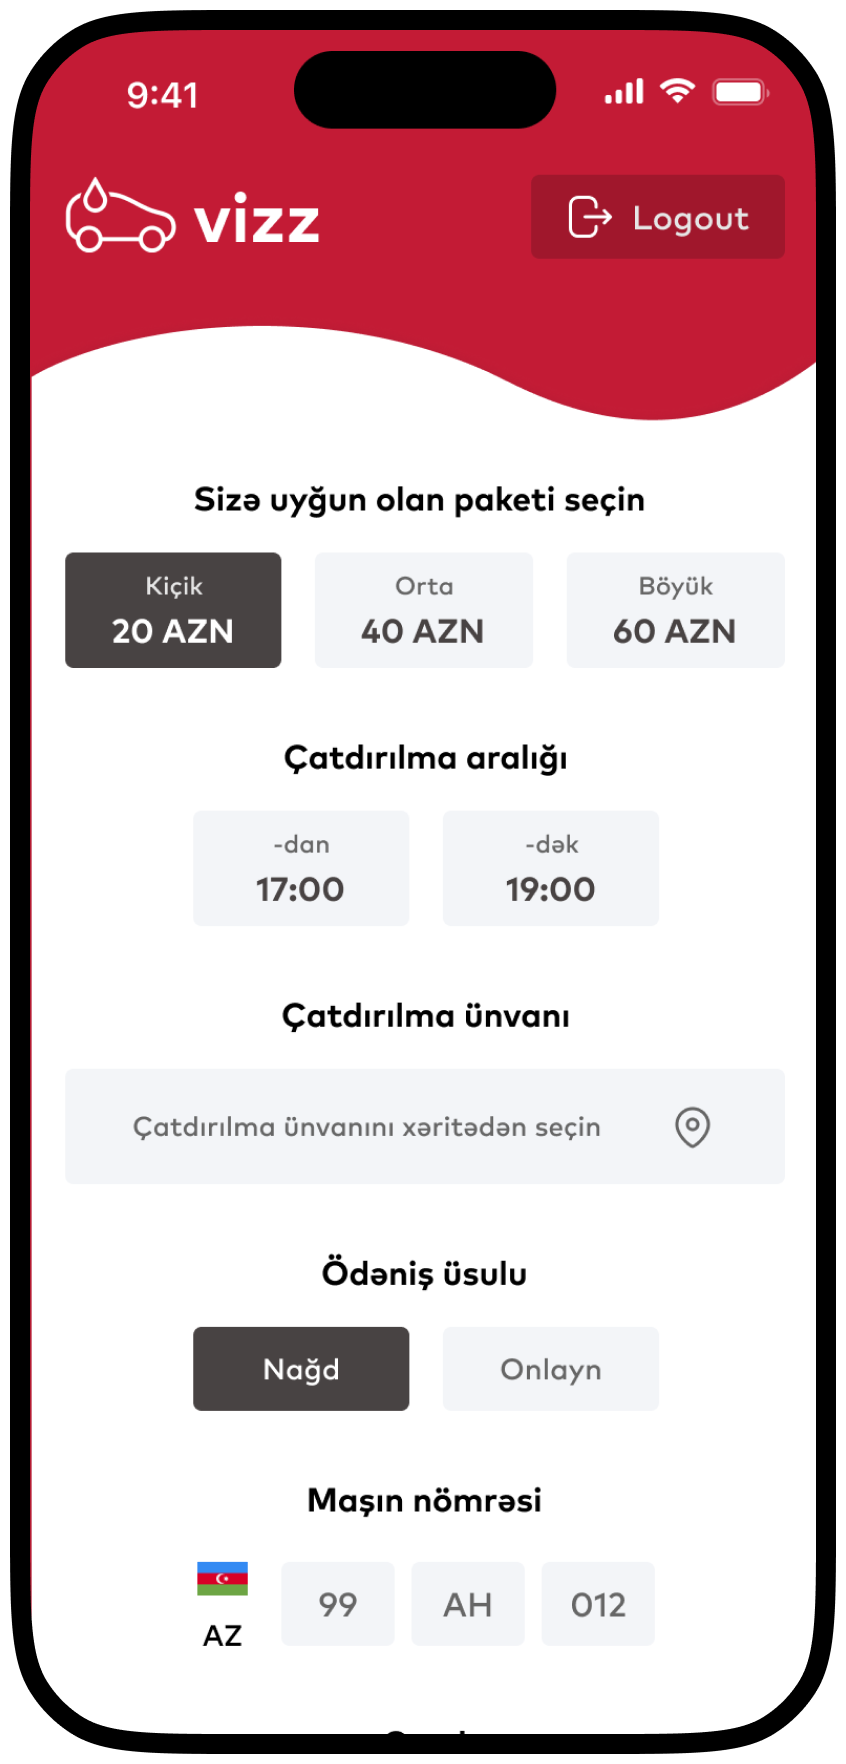 9:41
vizz
Logout
Sizə uyğun olan paketi seçin
Kiçik
20 AZN
Orta
40 AZN
Böyük
60 AZN
Çatdırılma aralığı
-dan
17:00
-dək
19:00
Çatdırılma ünvanı
Çatdırılma ünvanını xəritədən seçin
Ödəniş üsulu
Nağd
Onlayn
Maşın nömrəsi
AZ
99
AH
012